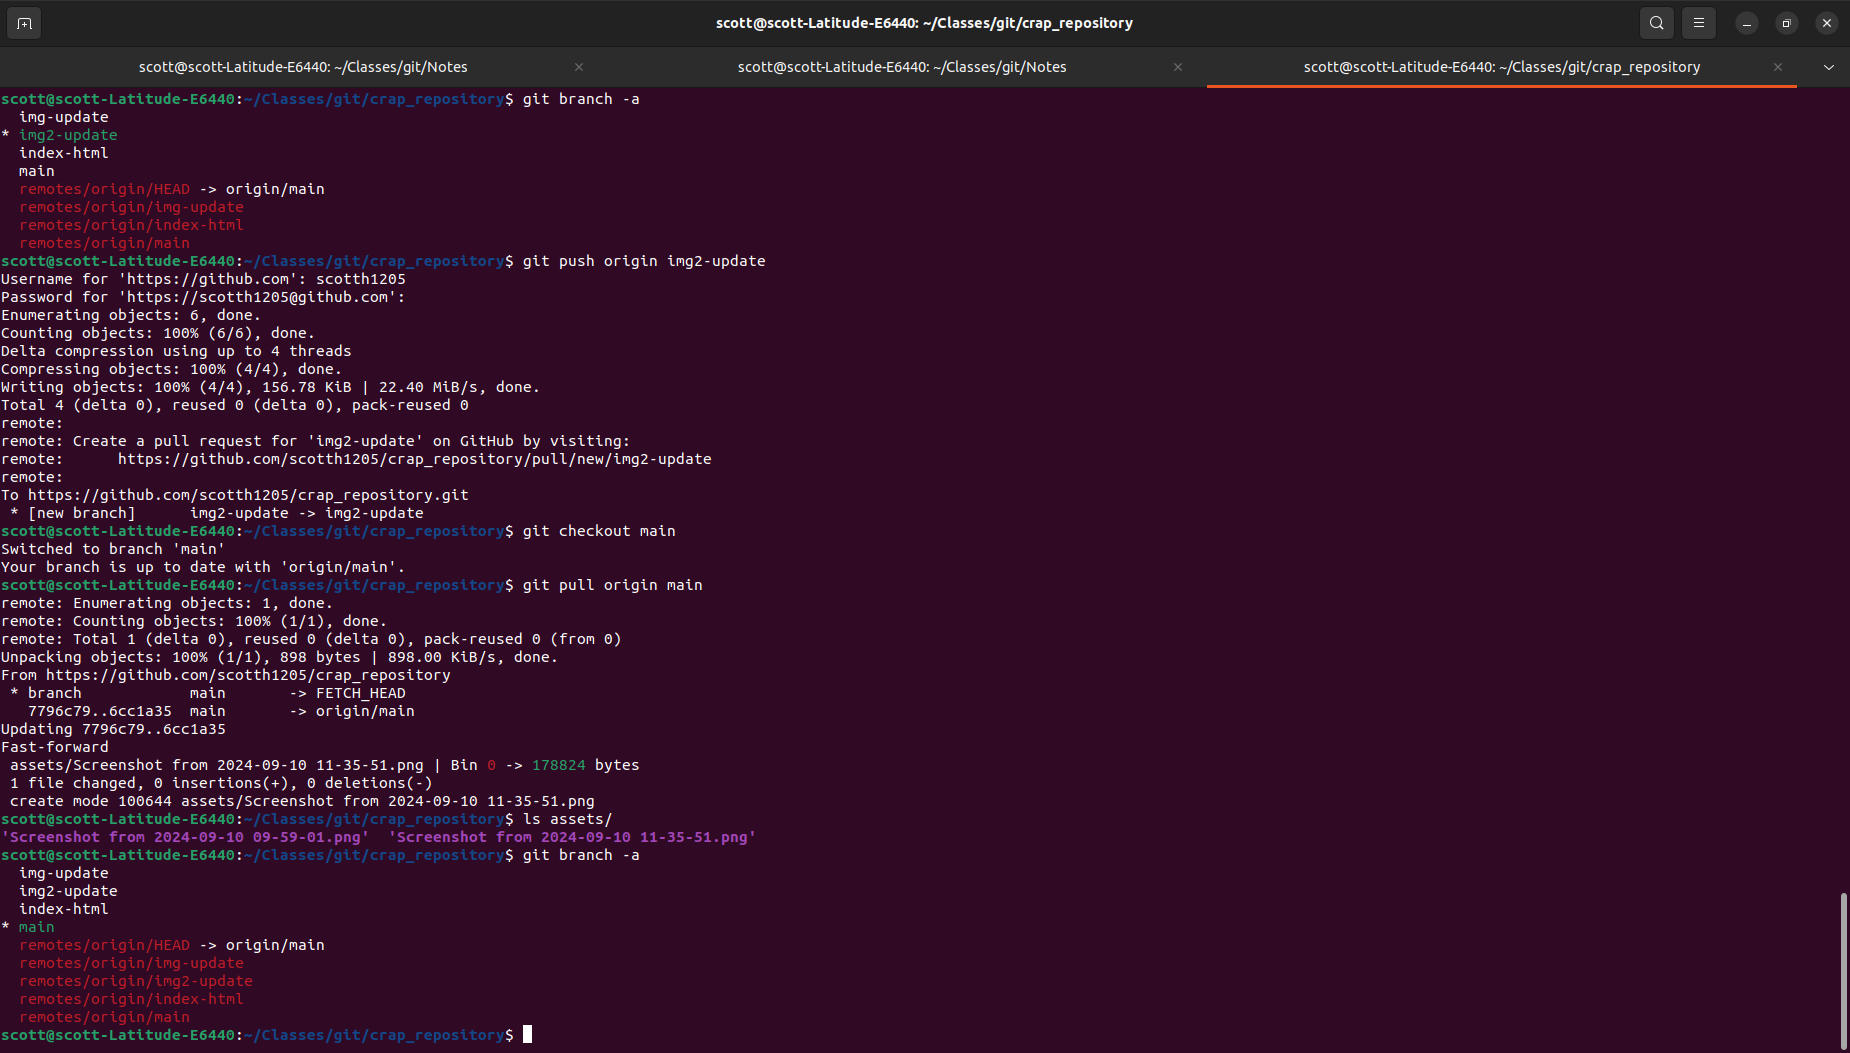 scott@scott-Latitude-E6440: ~/Classes/git/crap_repository
scott@scott-Latitude-E6440: ~/Classes/git/Notes
scott@scott-Latitude-E6440: ~/Classes/git/Notes
scott@scott-Latitude-E6440: ~/Classes/git/crap_repository
scott@scott-Latitude-E6440:~/Classes/git/crap_repository$ git branch -a
  img-update
* img2-update
  index-html
  main
  remotes/origin/HEAD -> origin/main
  remotes/origin/img-update
  remotes/origin/index-html
  remotes/origin/main
scott@scott-Latitude-E6440:~/Classes/git/crap_repository$ git push origin img2-update
Username for 'https://github.com': scotth1205
Password for 'https://scotth1205@github.com':
Enumerating objects: 6, done.
Counting objects: 100% (6/6), done.
Delta compression using up to 4 threads
Compressing objects: 100% (4/4), done.
Writing objects: 100% (4/4), 156.78 KiB | 22.40 MiB/s, done.
Total 4 (delta 0), reused 0 (delta 0), pack-reused 0
remote:
remote: Create a pull request for 'img2-update' on GitHub by visiting:
remote:      https://github.com/scotth1205/crap_repository/pull/new/img2-update
remote:
To https://github.com/scotth1205/crap_repository.git
 * [new branch]      img2-update -> img2-update
scott@scott-Latitude-E6440:~/Classes/git/crap_repository$ git checkout main
Switched to branch 'main'
Your branch is up to date with 'origin/main'.
scott@scott-Latitude-E6440:~/Classes/git/crap_repository$ git pull origin main
remote: Enumerating objects: 1, done.
remote: Counting objects: 100% (1/1), done.
remote: Total 1 (delta 0), reused 0 (delta 0), pack-reused 0 (from 0)
Unpacking objects: 100% (1/1), 898 bytes | 898.00 KiB/s, done.
From https://github.com/scotth1205/crap_repository
 * branch            main       -> FETCH_HEAD
   7796c79..6cc1a35  main       -> origin/main
Updating 7796c79..6cc1a35
Fast-forward
 assets/Screenshot from 2024-09-10 11-35-51.png | Bin 0 -> 178824 bytes
 1 file changed, 0 insertions(+), 0 deletions(-)
 create mode 100644 assets/Screenshot from 2024-09-10 11-35-51.png
scott@scott-Latitude-E6440:~/Classes/git/crap_repository$ ls assets/
'Screenshot from 2024-09-10 09-59-01.png'  'Screenshot from 2024-09-10 11-35-51.png'
scott@scott-Latitude-E6440:~/Classes/git/crap_repository$ git branch -a
  img-update
  img2-update
  index-html
* main
  remotes/origin/HEAD -> origin/main
  remotes/origin/img-update
  remotes/origin/img2-update
  remotes/origin/index-html
  remotes/origin/main
scott@scott-Latitude-E6440:~/Classes/git/crap_repository$